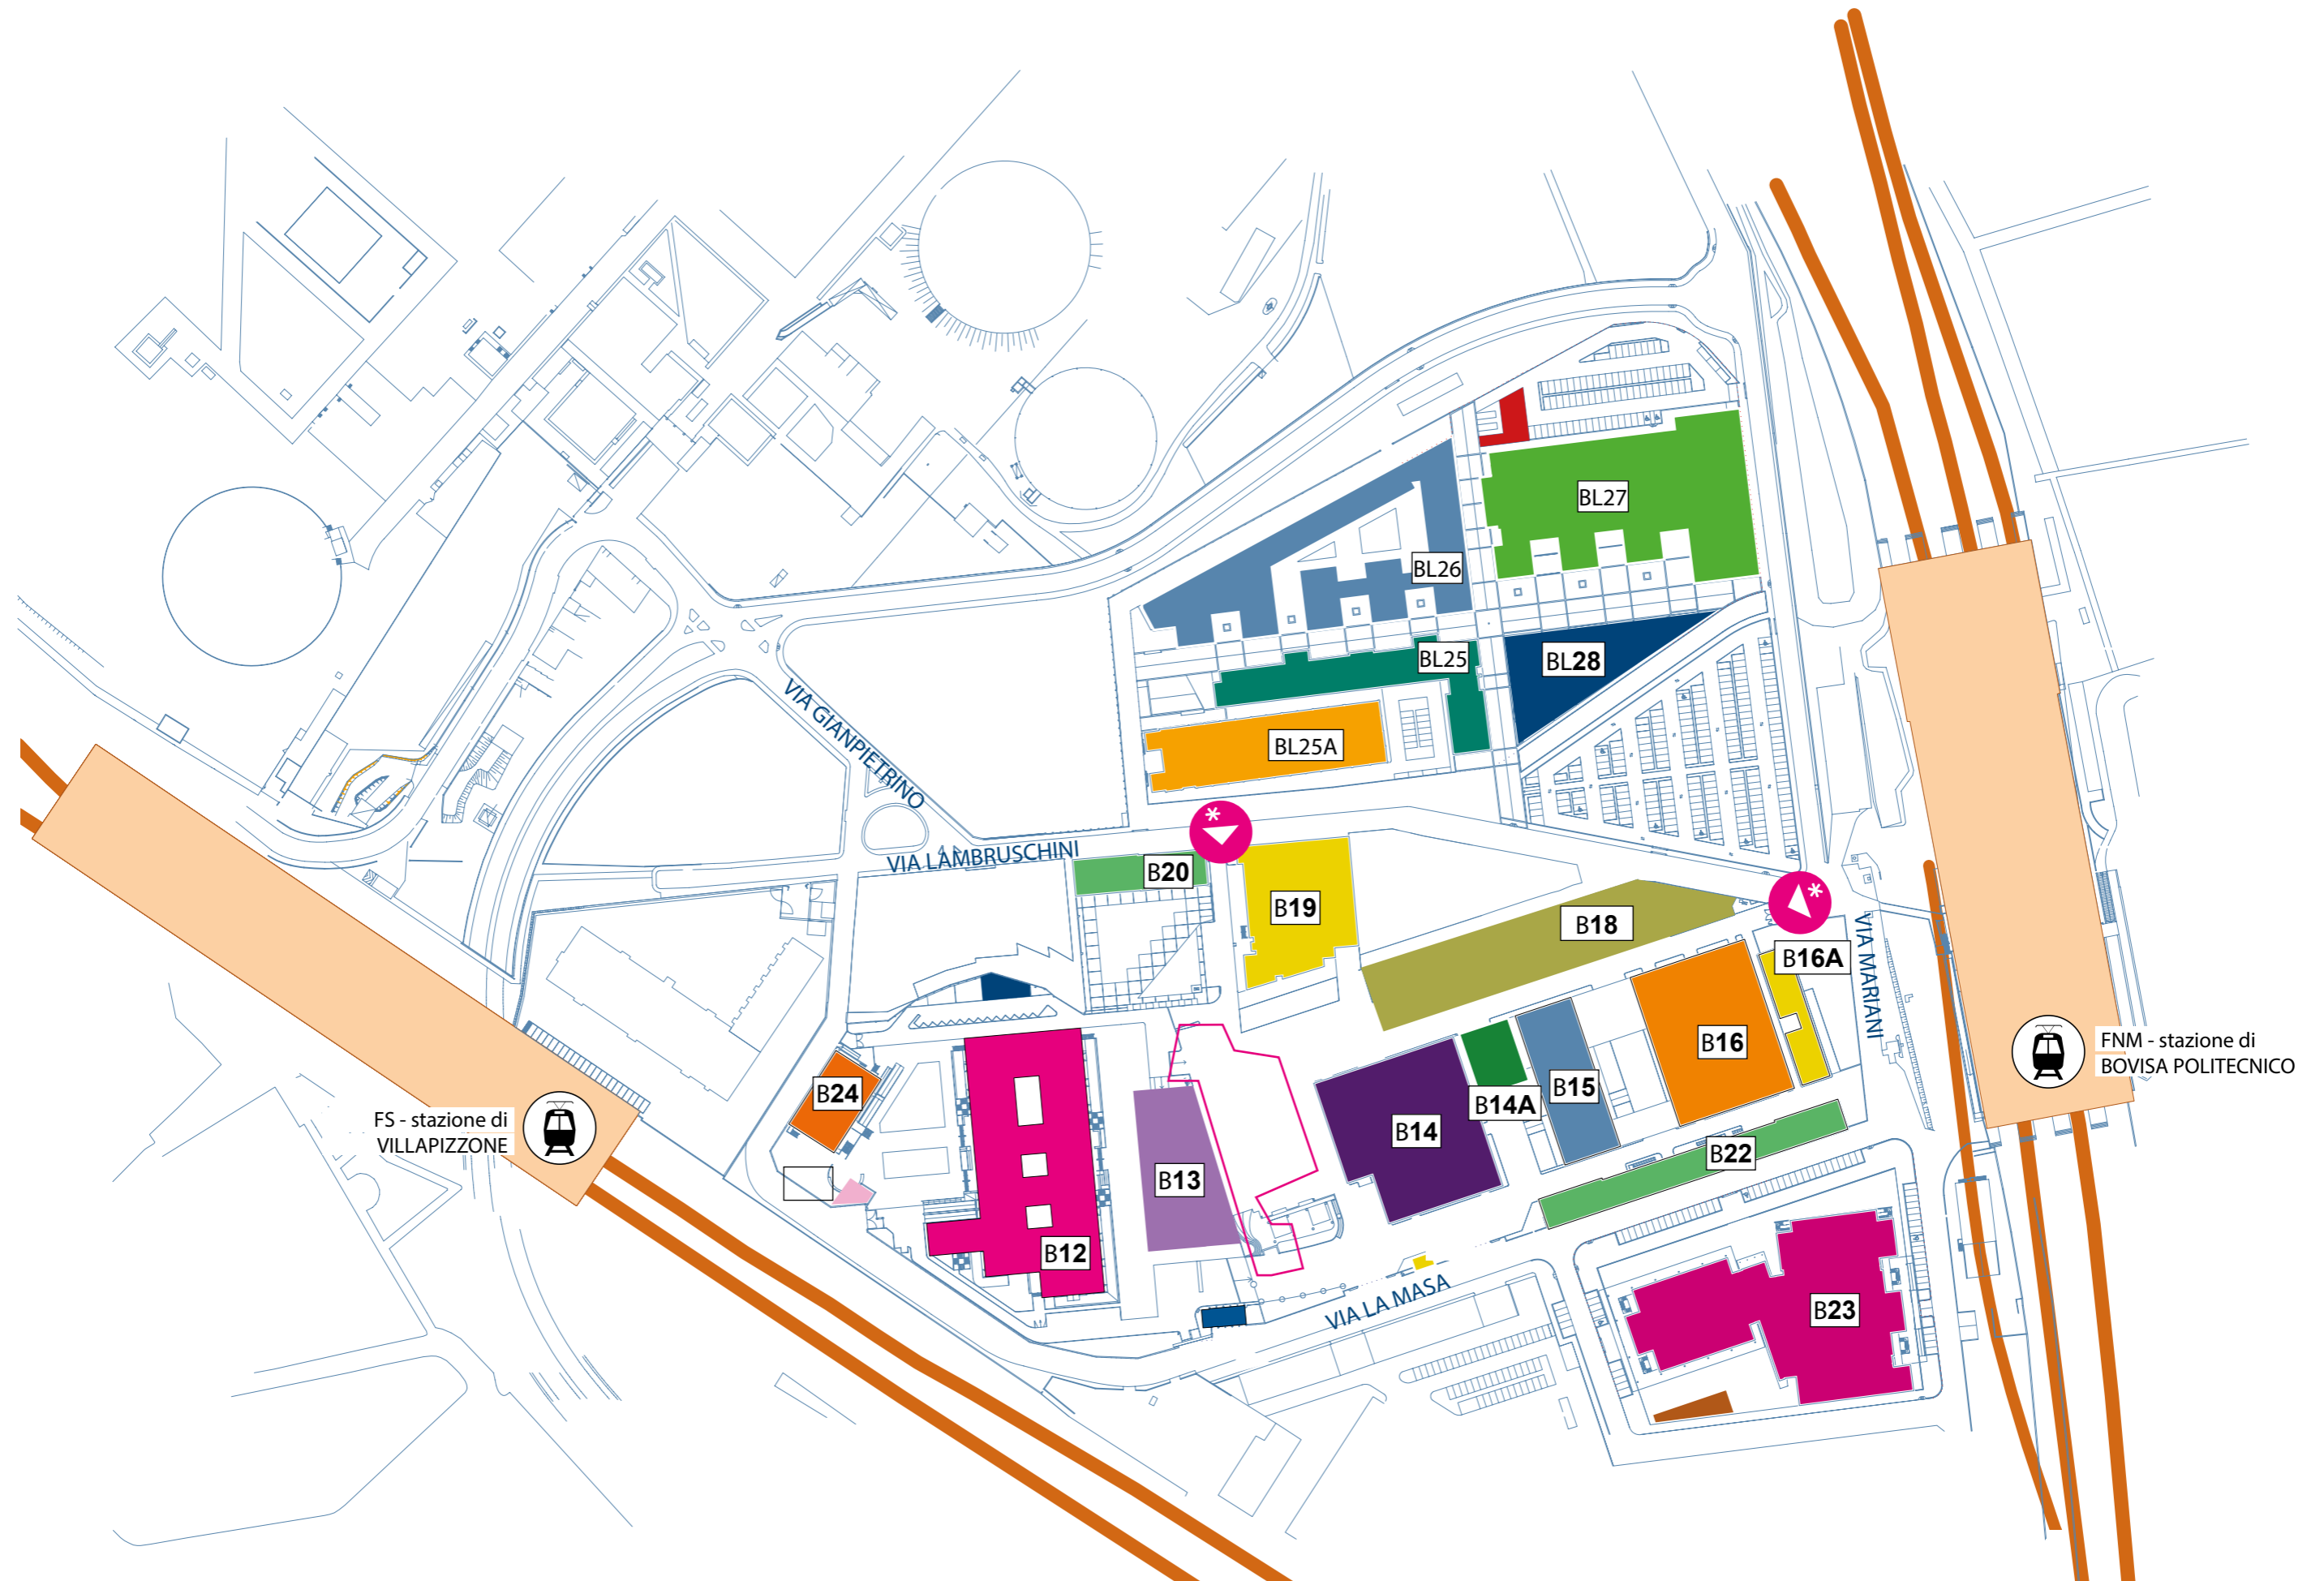 BL27
BL26
BL25
BL28
VIA GIANPIETRINO
BL25A
*
VIA LAMBRUSCHINI
B20
*
B19
B18
VIA MARIANI
B16A
B16
FNM - stazione di
BOVISA POLITECNICO
B24
B15
B14A
FS - stazione di
VILLAPIZZONE
B14
B22
B13
B12
VIA LA MASA
B23